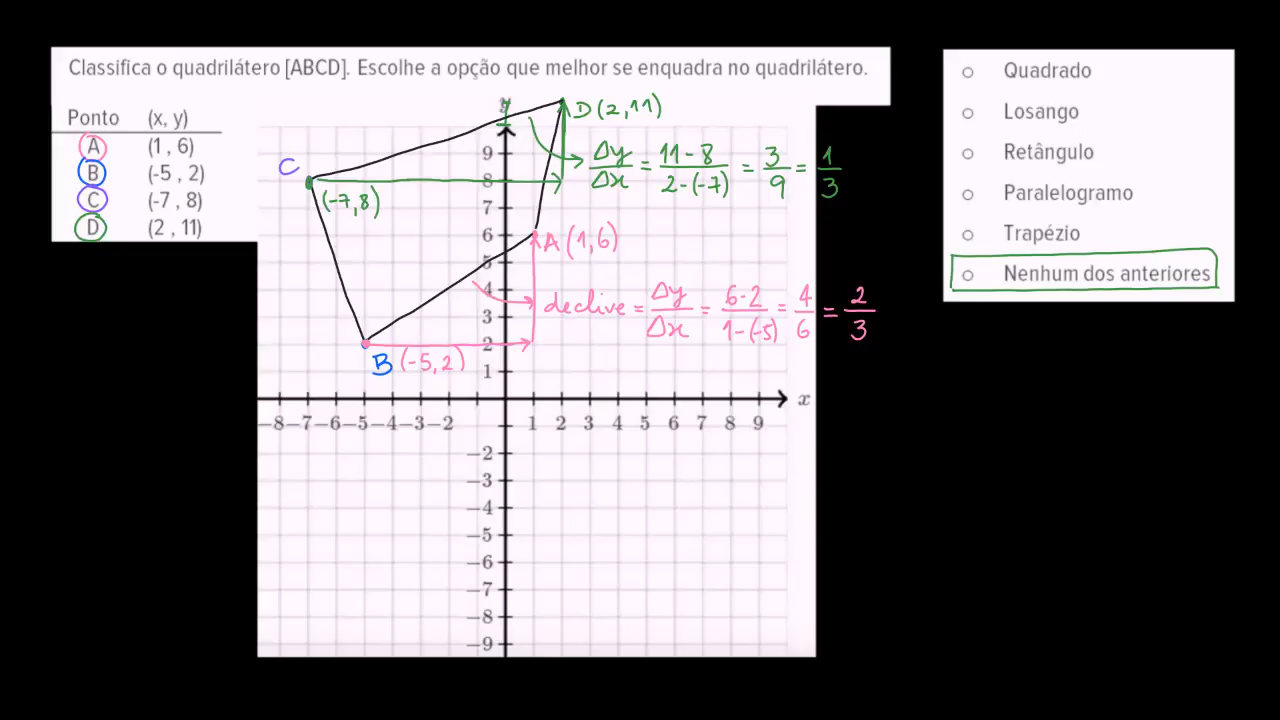 Classifica o quadrilátero [ABCD]. Escolhe a opção que melhor se enquadra no quadrilátero.
Ponto (x, y)
A (1 , 6)
B (-5 , 2)
C (-7 , 8)
D (2 , 11)
Quadrado
Losango
Retângulo
Paralelogramo
Trapézio
Nenhum dos anteriores
y
D (2,11)
C
(-7,8)
Δy/Δx = 11-8/2-(-7) = 3/9 = 1/3
A (1,6)
declive = Δy/Δx = 6-2/1-(-5) = 4/6 = 2/3
B (-5,2)
9
8
7
6
5
4
3
2
1
x
-8 -7 -6 -5 -4 -3 -2 1 2 3 4 5 6 7 8 9
-2
-3
-4
-5
-6
-7
-8
-9